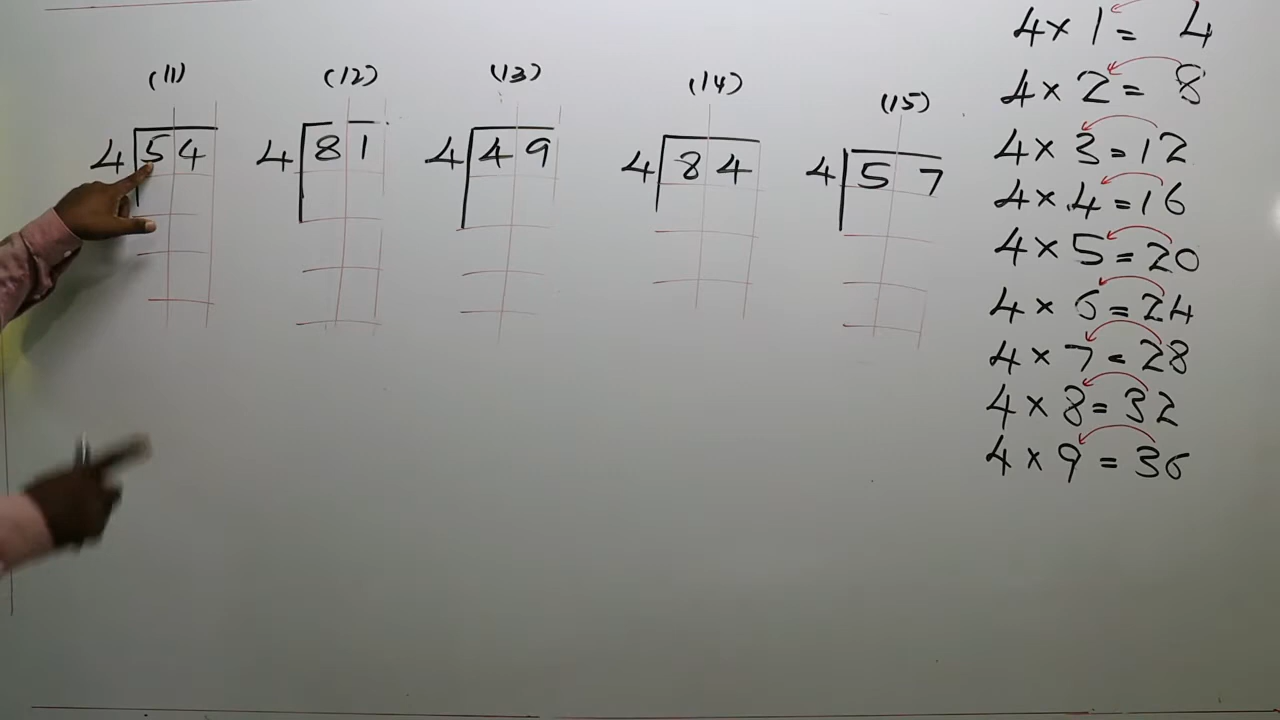 (11) (12) (13) (14) (15)
4 54 4 81 4 49 4 84 4 57
4 × 1 = 4
4 × 2 = 8
4 × 3 = 12
4 × 4 = 16
4 × 5 = 20
4 × 6 = 24
4 × 7 = 28
4 × 8 = 32
4 × 9 = 36